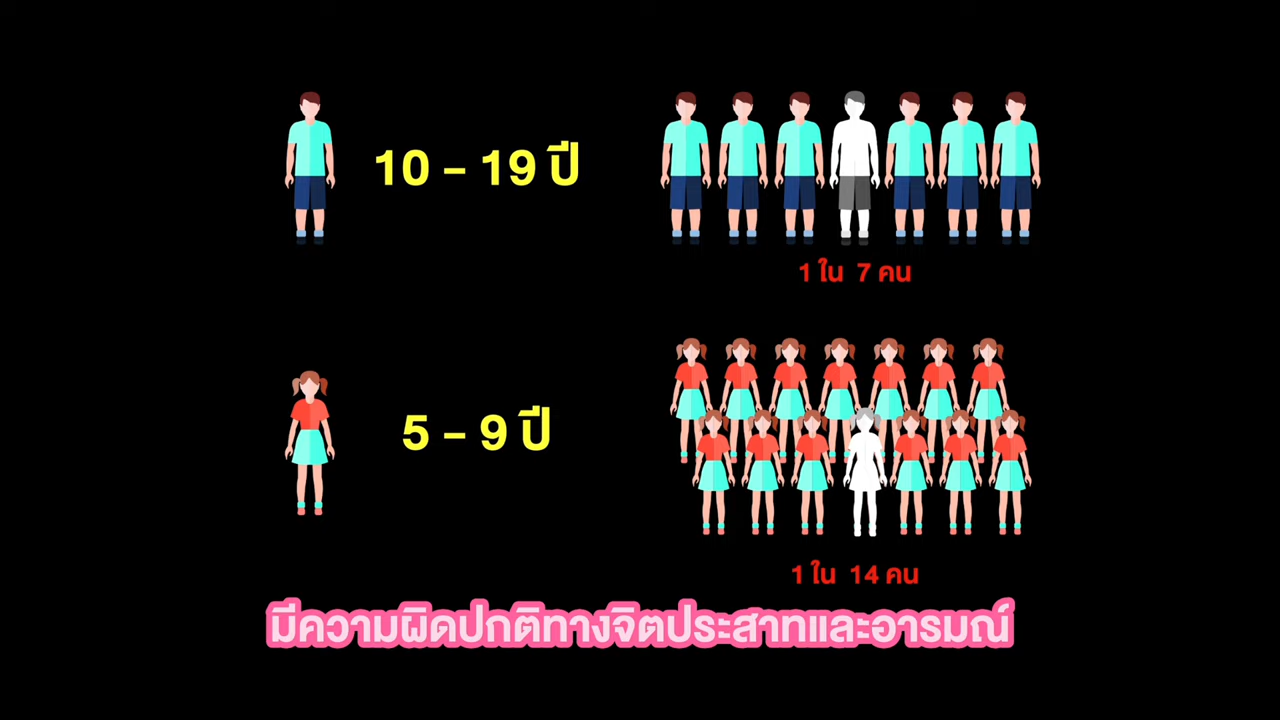 10 – 19 ปี
1 ใน 7 คน
5 – 9 ปี
1 ใน 14 คน
มีความผิดปกติทางจิตประสาทและอารมณ์